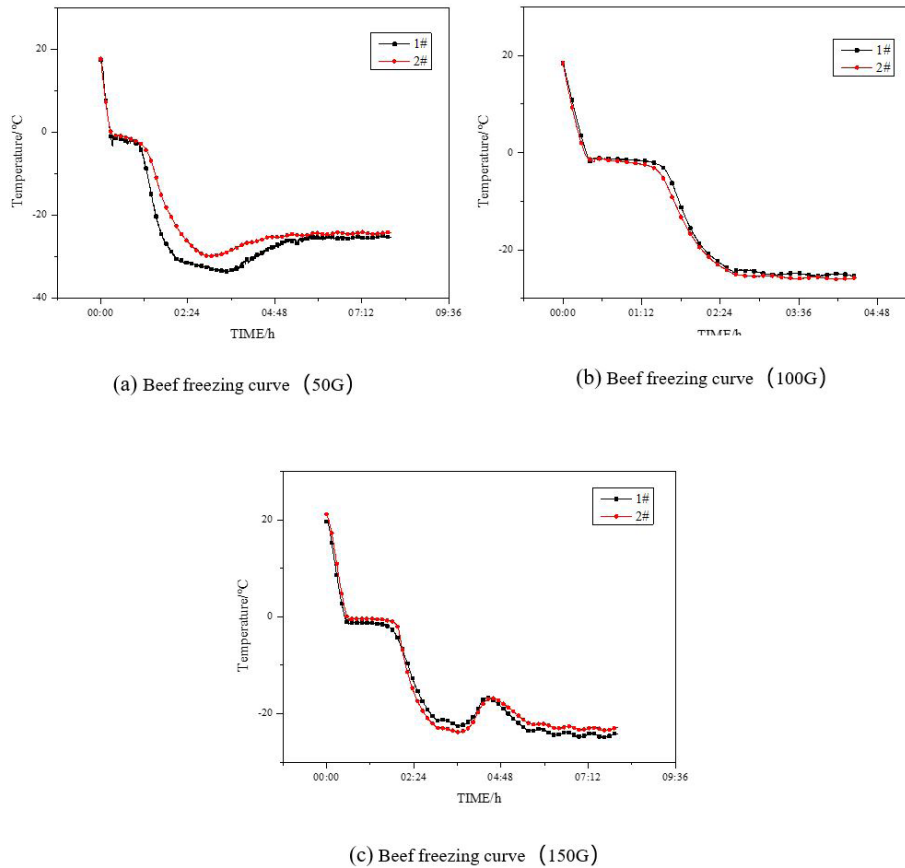 20
0
-20
-40
Temperature/°C
1#
2#
00:00 02:24 04:48 07:12 09:36
TIME/h
(a) Beef freezing curve （50G）
20
0
-20
Temperature/°C
1#
2#
00:00 01:12 02:24 03:36 04:48
TIME/h
(b) Beef freezing curve （100G）
20
0
-20
Temperature/°C
1#
2#
00:00 02:24 04:48 07:12 09:36
TIME/h
(c) Beef freezing curve （150G）